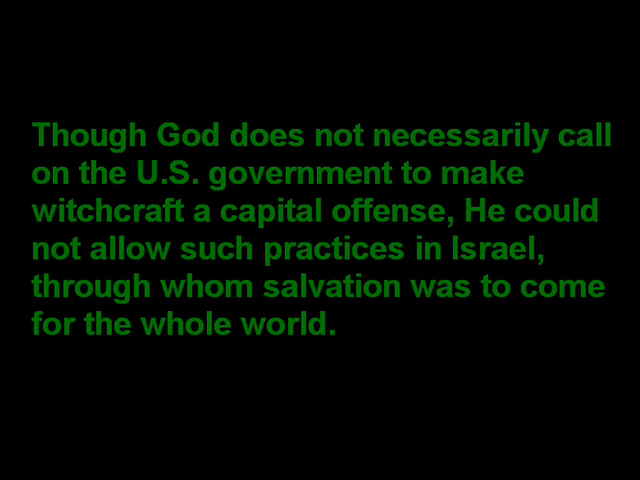 Though God does not necessarily call
on the U.S. government to make
witchcraft a capital offense, He could
not allow such practices in Israel,
through whom salvation was to come
for the whole world.